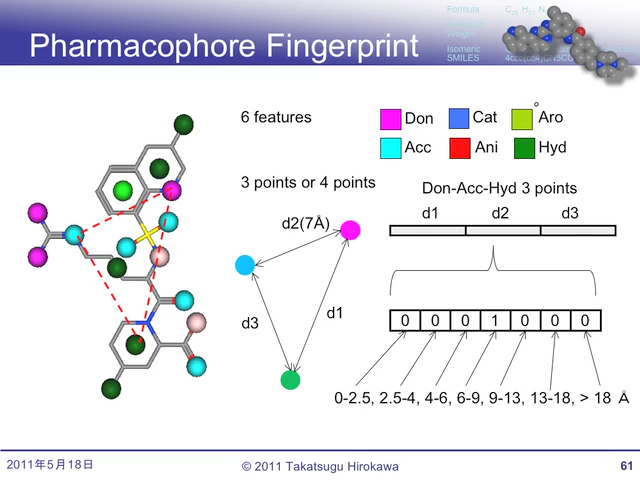 Formula
Isomeric
SMILES
Pharmacophore Fingerprint
6 features
Don
Cat
Aro
Acc
Ani
Hyd
3 points or 4 points
Don-Acc-Hyd 3 points
d1
d2
d3
d2(7Å)
d3
d1
0 0 0 1 0 0 0
0-2.5, 2.5-4, 4-6, 6-9, 9-13, 13-18, > 18 Å
2011年5月18日
© 2011 Takatsugu Hirokawa
61